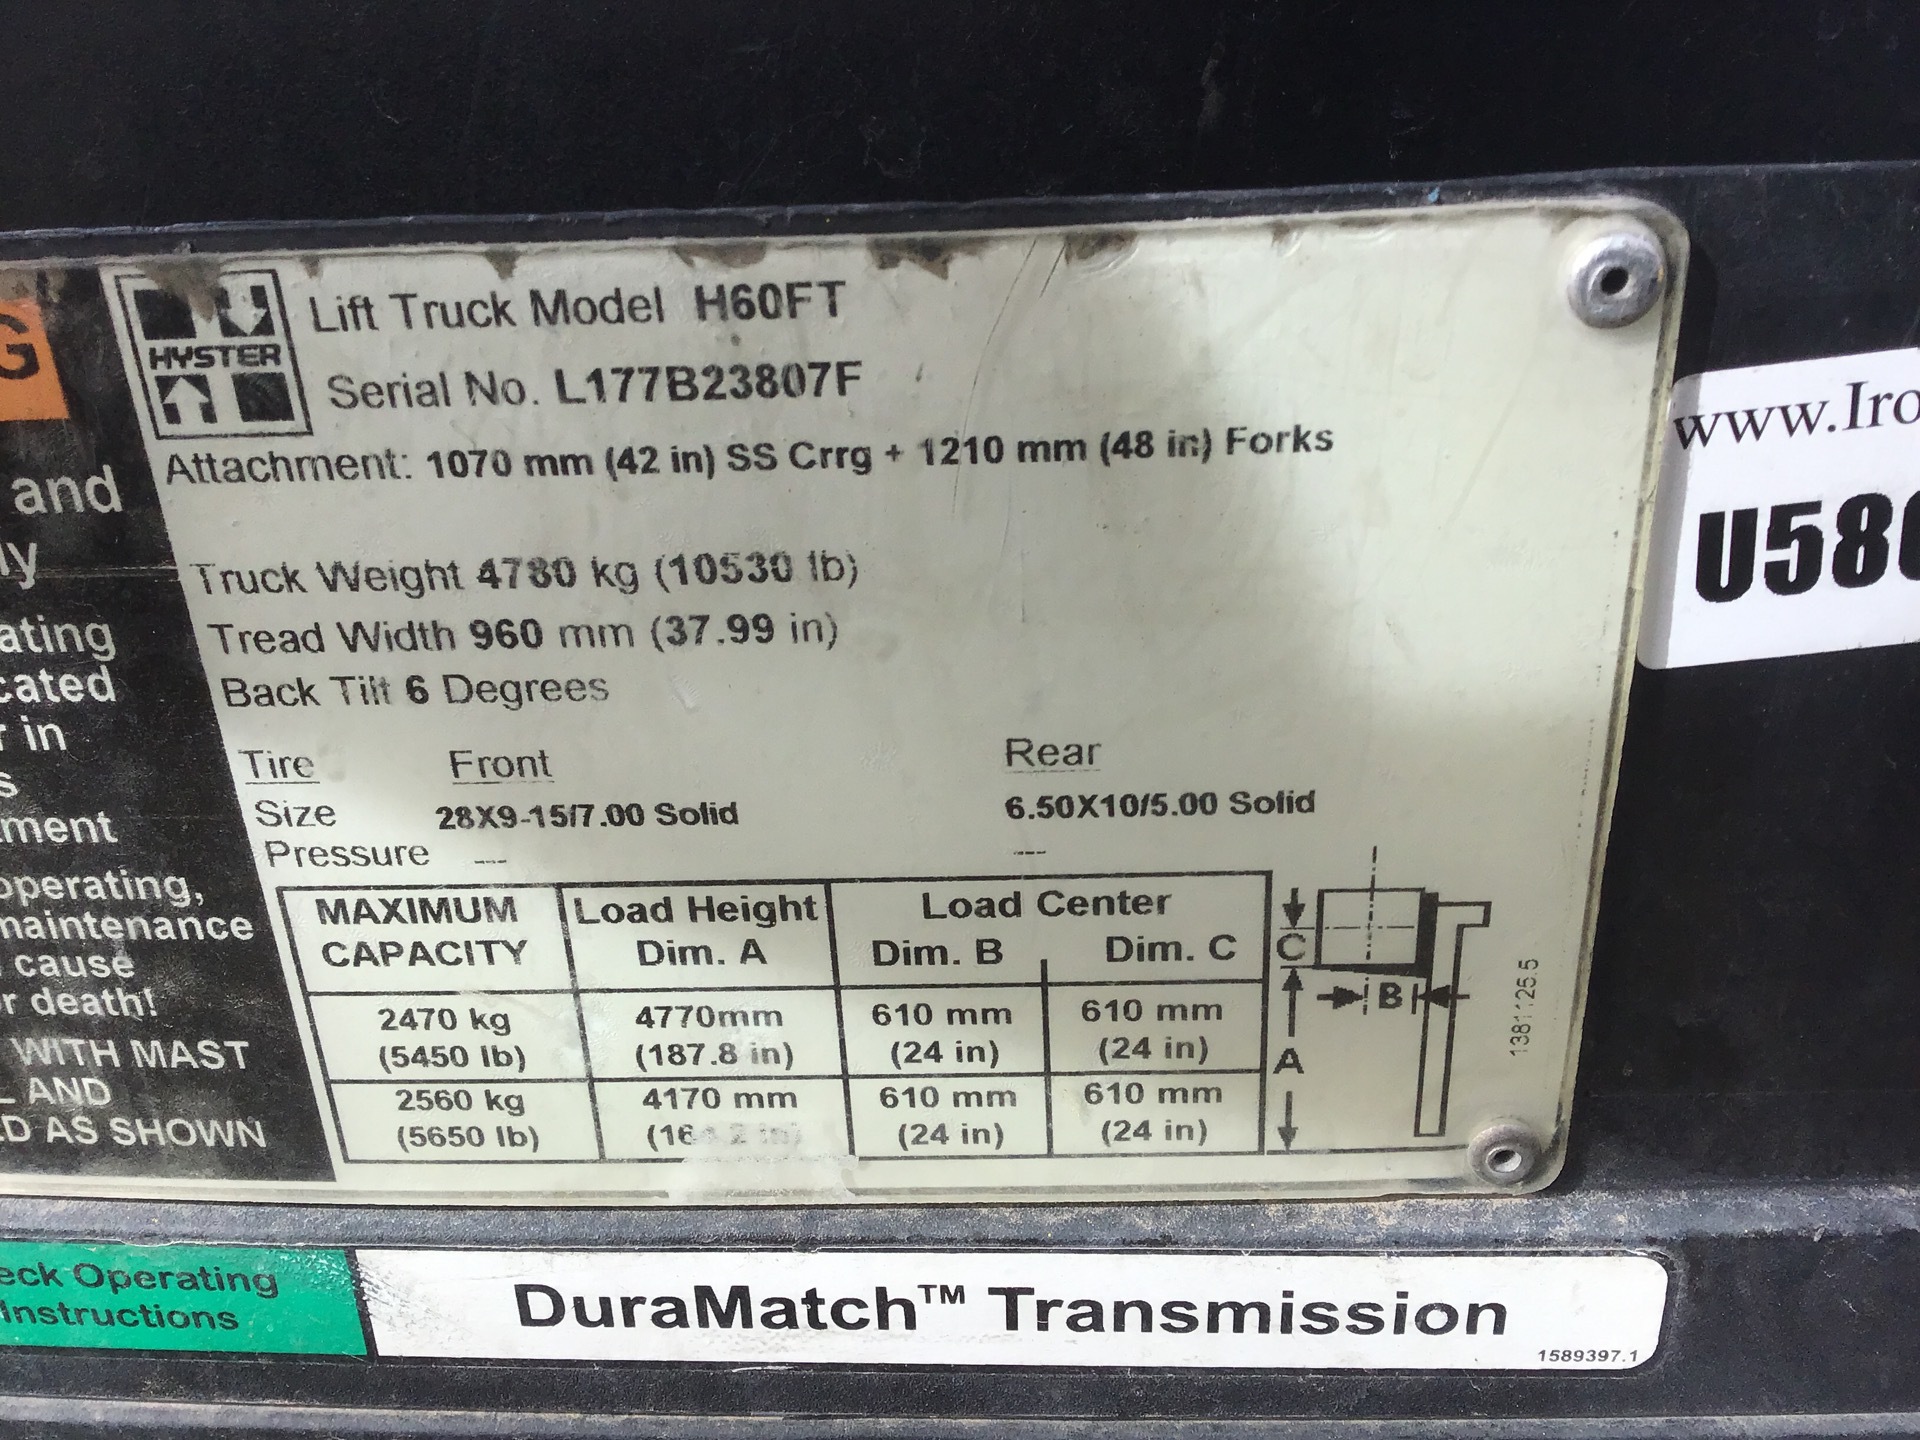 G
and
ly
ating
cated
r in
s
ment
operating,
maintenance
cause
or death!
WITH MAST
L AND
ED AS SHOWN
HYSTER
Lift Truck Model H60FT
Serial No. L177B23807F
Attachment: 1070 mm (42 in) SS Crrg + 1210 mm (48 in) Forks
Truck Weight 4780 kg (10530 lb)
Tread Width 960 mm (37.99 in)
Back Tilt 6 Degrees
Tire Front Rear
Size 28X9-15/7.00 Solid 6.50X10/5.00 Solid
Pressure --- ---
MAXIMUM Load Height Load Center
CAPACITY Dim. A Dim. B Dim. C
2470 kg 4770mm 610 mm 610 mm
(5450 lb) (187.8 in) (24 in) (24 in)
2560 kg 4170 mm 610 mm 610 mm
(5650 lb) (24 in) (24 in)
C
B
A
1381125.5
www.Iro
U58
eck Operating
Instructions
DuraMatch™ Transmission
1589397.1